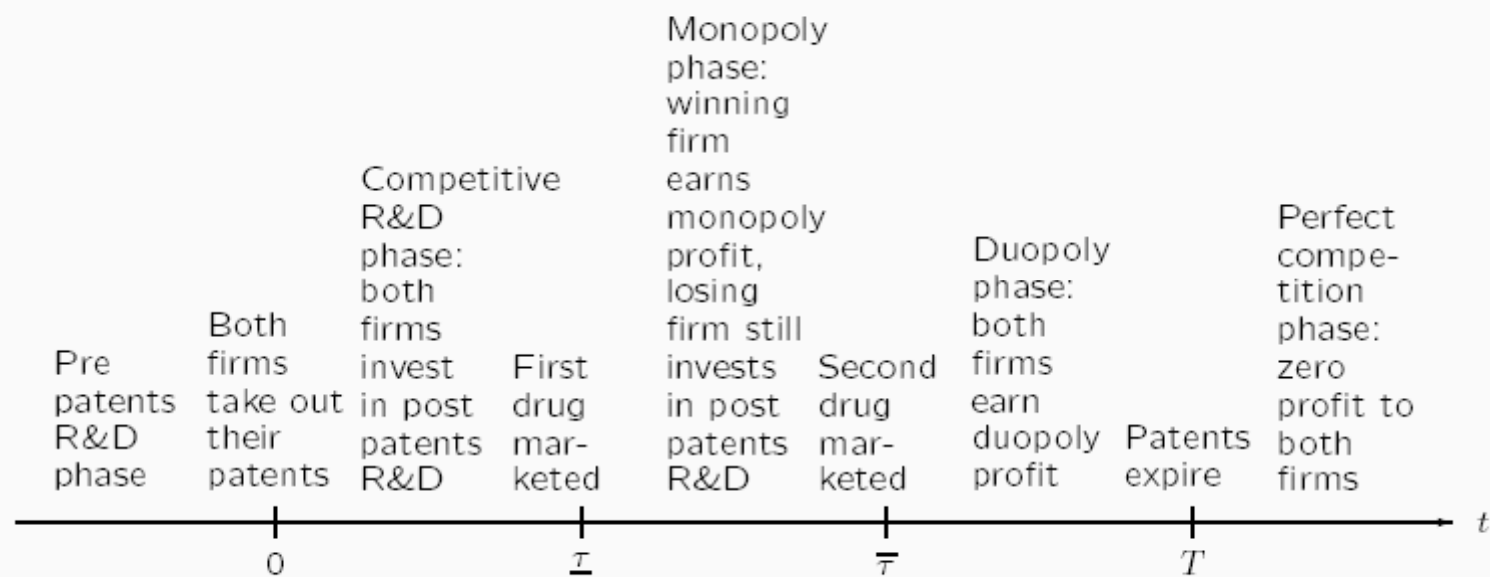 Pre
patents
R&D
phase
Both
firms
take out
their
patents
Competitive
R&D
phase:
both
firms
invest
in post
patents
R&D
First
drug
mar-
keted
Monopoly
phase:
winning
firm
earns
monopoly
profit,
losing
firm still
invests
in post
patents
R&D
Second
drug
mar-
keted
Duopoly
phase:
both
firms
earn
duopoly
profit
Patents
expire
Perfect
compe-
tition
phase:
zero
profit to
both
firms
t
0
τ̲
τ̅
T